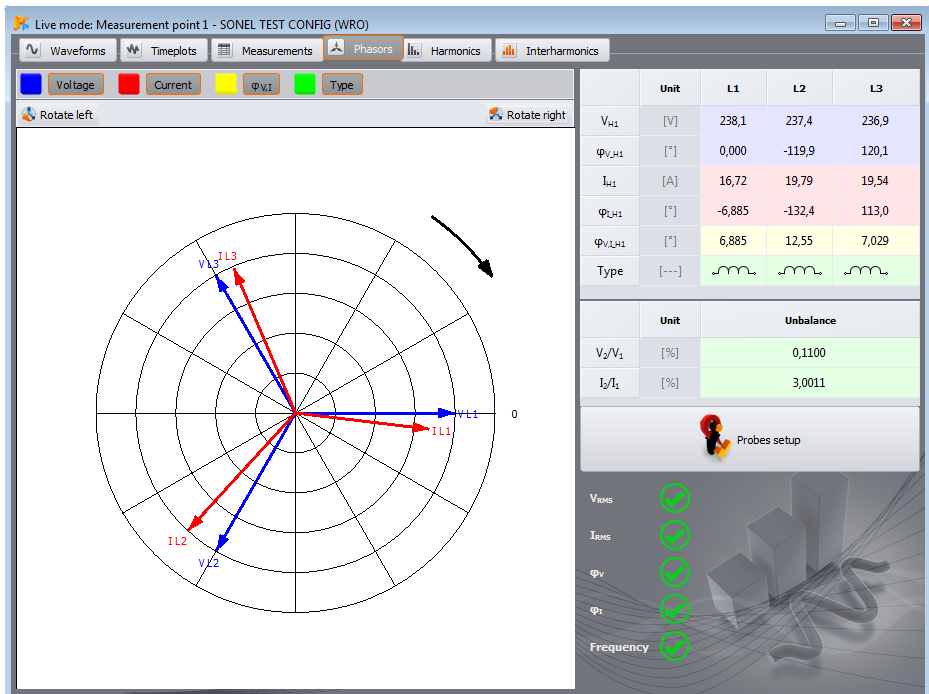 Live mode: Measurement point 1 - SONEL TEST CONFIG (WRO)
Waveforms Timeplots Measurements Phasors Harmonics Interharmonics
Voltage Current φV,I Type
Rotate left Rotate right
VL3 IL3
VL1 0
IL1
IL2
VL2
Unit L1 L2 L3
VH1 [V] 238,1 237,4 236,9
φV_H1 [°] 0,000 -119,9 120,1
IH1 [A] 16,72 19,79 19,54
φI_H1 [°] -6,885 -132,4 113,0
φV,I_H1 [°] 6,885 12,55 7,029
Type [---]
Unit Unbalance
V2/V1 [%] 0,1100
I2/I1 [%] 3,0011
Probes setup
VRMS
IRMS
φV
φI
Frequency